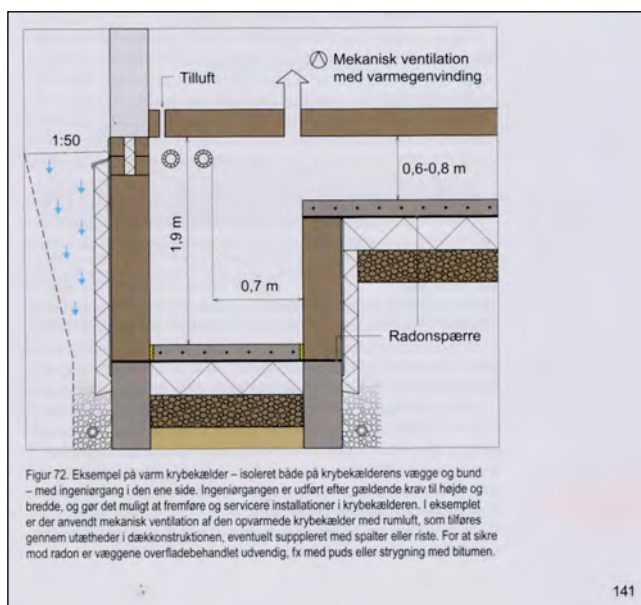 Mekanisk ventilation
med varmegenvinding
Tilluft
1:50
0,6-0,8 m
1,9 m
0,7 m
Radonspærre
Figur 72. Eksempel på varm krybekælder – isoleret både på krybekælderens vægge og bund
– med ingeniørgang i den ene side. Ingeniørgangen er udført efter gældende krav til højde og
bredde, og gør det muligt at fremføre og servicere installationer i krybekælderen. I eksemplet
er der anvendt mekanisk ventilation af den opvarmede krybekælder med rumluft, som tilføres
gennem utætheder i dækkonstruktionen, eventuelt supppleret med spalter eller riste. For at sikre
mod radon er væggene overfladebehandlet udvendig, fx med puds eller strygning med bitumen.
141